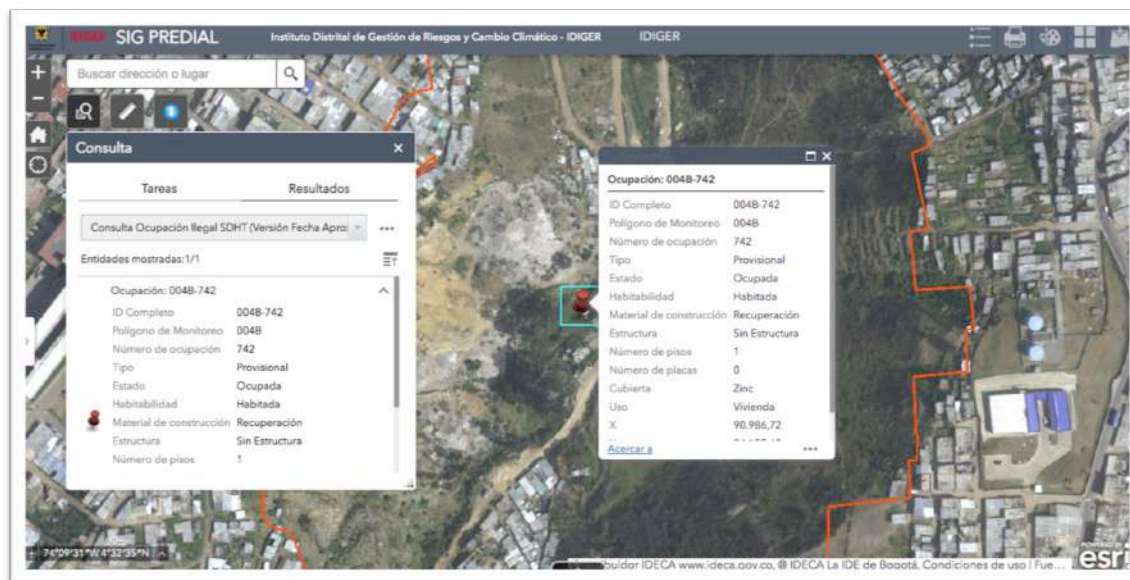 SIG PREDIAL
Instituto Distrital de Gestión de Riesgos y Cambio Climático - IDIGER
IDIGER
Buscar dirección o lugar
Consulta
Tareas
Resultados
Consulta Ocupación Ilegal SDHT (Versión Fecha Apro
Entidades mostradas:1/1
Ocupación: 004B-742
ID Completo 004B-742
Polígono de Monitoreo 004B
Número de ocupación 742
Tipo Provisional
Estado Ocupada
Habitabilidad Habitada
Material de construcción Recuperación
Estructura Sin Estructura
Número de pisos 1
Ocupación: 004B-742
ID Completo 004B-742
Polígono de Monitoreo 004B
Número de ocupación 742
Tipo Provisional
Estado Ocupada
Habitabilidad Habitada
Material de construcción Recuperación
Estructura Sin Estructura
Número de pisos 1
Número de placas 0
Cubierta Zinc
Uso Vivienda
X 90.986,72
Acercar a
74°09'31"W 4°32'35"N
IDECA www.ideca.gov.co, @ IDECA La IDE de Bogotá, Condiciones de uso | Fue...
POWERED BY
esri